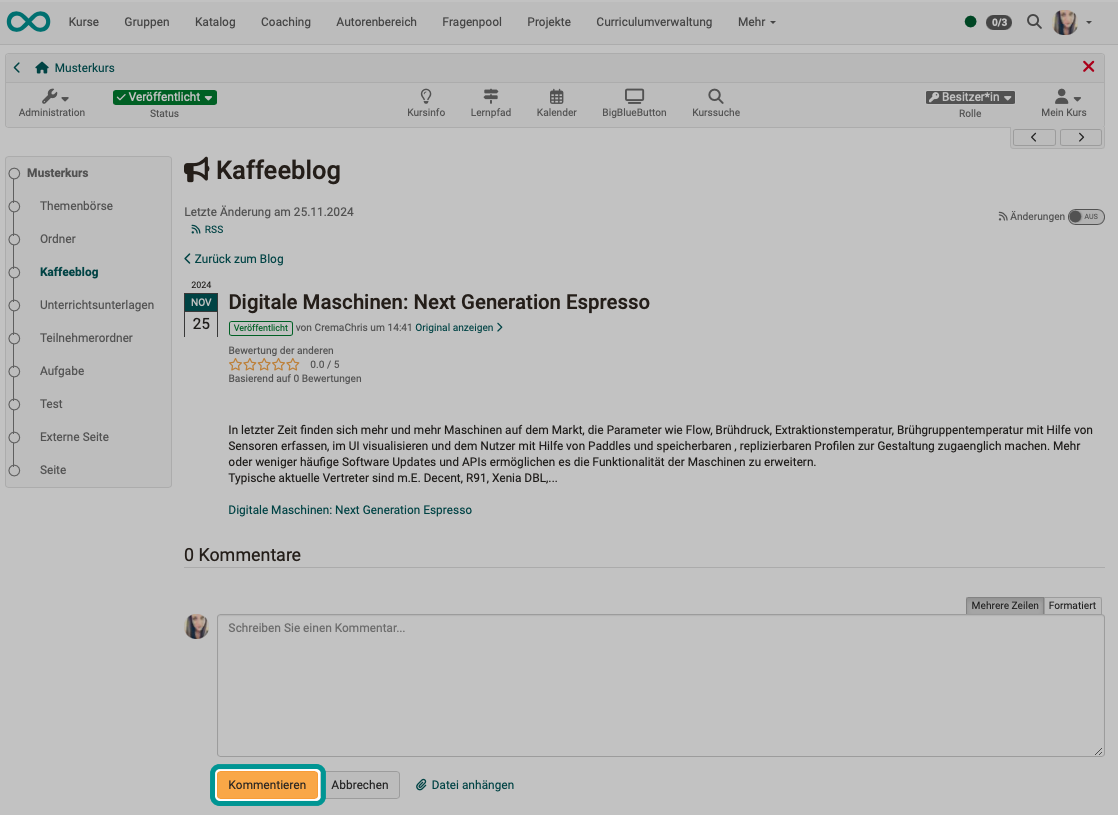 Kurse Gruppen Katalog Coaching Autorenbereich Fragenpool Projekte Curriculumverwaltung Mehr 0/3
Musterkurs
Administration Veröffentlicht Status Kursinfo Lernpfad Kalender BigBlueButton Kurssuche Besitzer*in Rolle Mein Kurs
Musterkurs
Themenbörse
Ordner
Kaffeeblog
Unterrichtsunterlagen
Teilnehmerordner
Aufgabe
Test
Externe Seite
Seite
Kaffeeblog
Letzte Änderung am 25.11.2024
RSS
Änderungen AUS
Zurück zum Blog
2024
NOV
25
Digitale Maschinen: Next Generation Espresso
Veröffentlicht von CremaChris um 14:41 Original anzeigen
Bewertung der anderen
0.0 / 5
Basierend auf 0 Bewertungen
In letzter Zeit finden sich mehr und mehr Maschinen auf dem Markt, die Parameter wie Flow, Brühdruck, Extraktionstemperatur, Brühgruppentemperatur mit Hilfe von
Sensoren erfassen, im UI visualisieren und dem Nutzer mit Hilfe von Paddles und speicherbaren , replizierbaren Profilen zur Gestaltung zugaenglich machen. Mehr
oder weniger häufige Software Updates und APIs ermöglichen es die Funktionalität der Maschinen zu erweitern.
Typische aktuelle Vertreter sind m.E. Decent, R91, Xenia DBL,...
Digitale Maschinen: Next Generation Espresso
0 Kommentare
Mehrere Zeilen Formatiert
Schreiben Sie einen Kommentar...
Kommentieren Abbrechen Datei anhängen